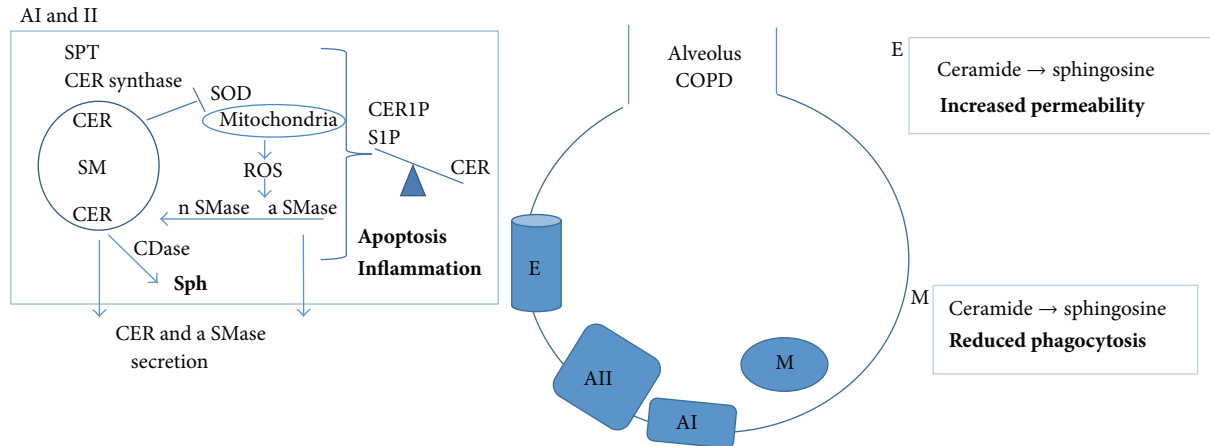 AI and II
SPT
CER synthase
SOD
CER
Mitochondria
SM
ROS
CER
n SMase a SMase
CDase
Sph
CER1P
S1P
CER
Apoptosis
Inflammation
CER and a SMase
secretion
Alveolus
COPD
E
AII
AI
M
E
Ceramide → sphingosine
Increased permeability
M
Ceramide → sphingosine
Reduced phagocytosis